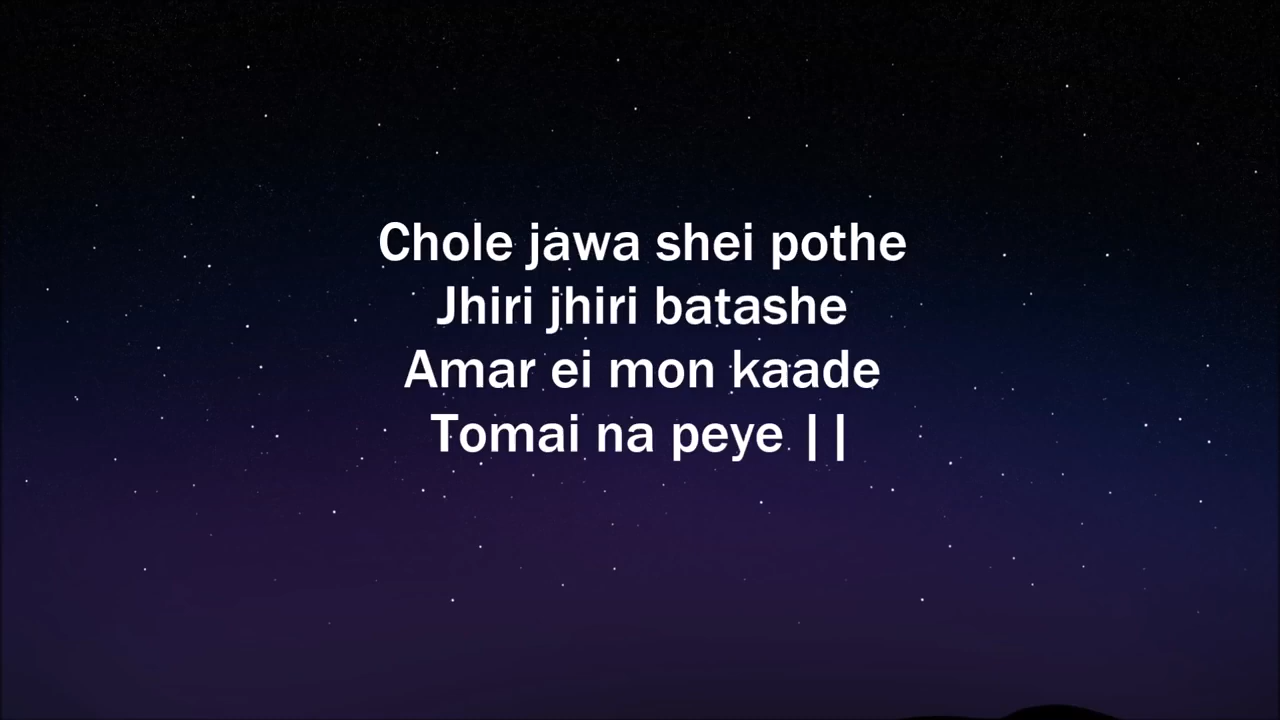 Chole jawa shei pothe
Jhiri jhiri batashe
Amar ei mon kaade
Tomai na peye ||